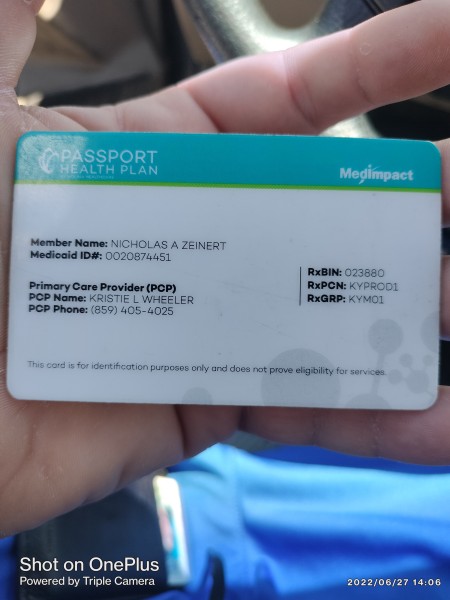 PASSPORT
HEALTH PLAN
MedImpact
Member Name: NICHOLAS A ZEINERT
Medicaid ID#: 0020874451
Primary Care Provider (PCP)
PCP Name: KRISTIE L WHEELER
PCP Phone: (859) 405-4025
RxBIN: 023880
RxPCN: KYPROD1
RxGRP: KYM01
This card is for identification purposes only and does not prove eligibility for services.
Shot on OnePlus
Powered by Triple Camera
2022/06/27 14:06